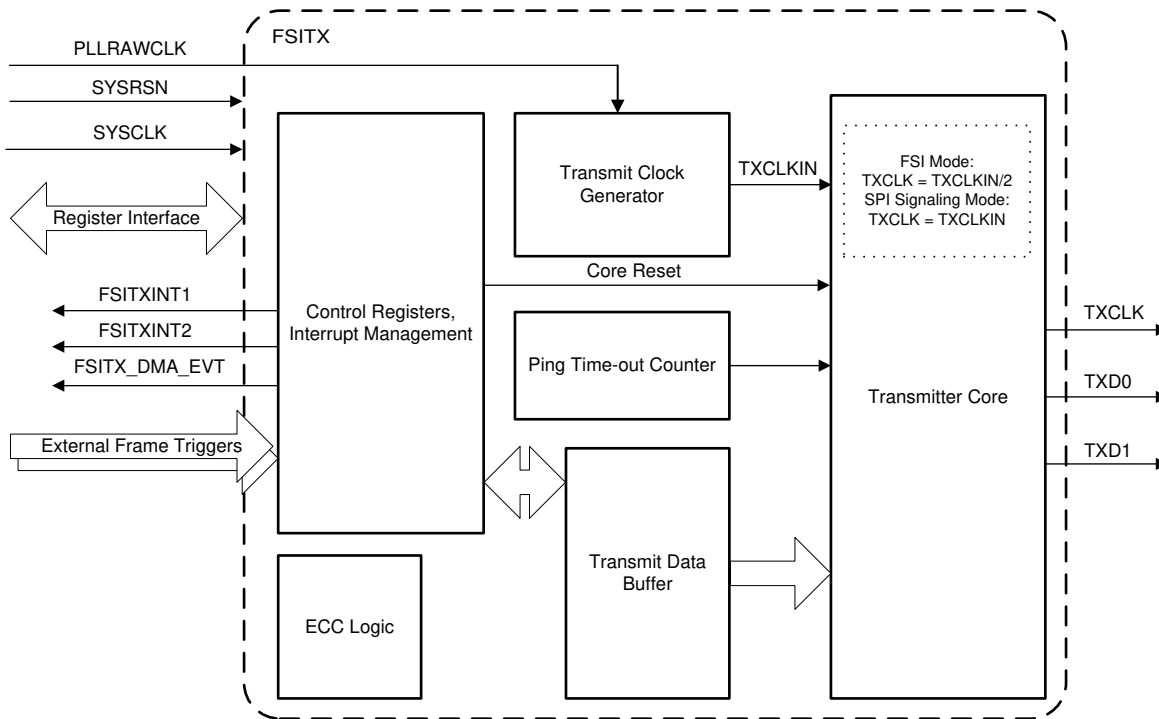 FSITX
PLLRAWCLK
SYSRSN
SYSCLK
Register Interface
FSITXINT1
FSITXINT2
FSITX_DMA_EVT
External Frame Triggers
Control Registers,
Interrupt Management
ECC Logic
Transmit Clock
Generator
TXCLKIN
Core Reset
Ping Time-out Counter
Transmit Data
Buffer
FSI Mode:
TXCLK = TXCLKIN/2
SPI Signaling Mode:
TXCLK = TXCLKIN
Transmitter Core
TXCLK
TXD0
TXD1